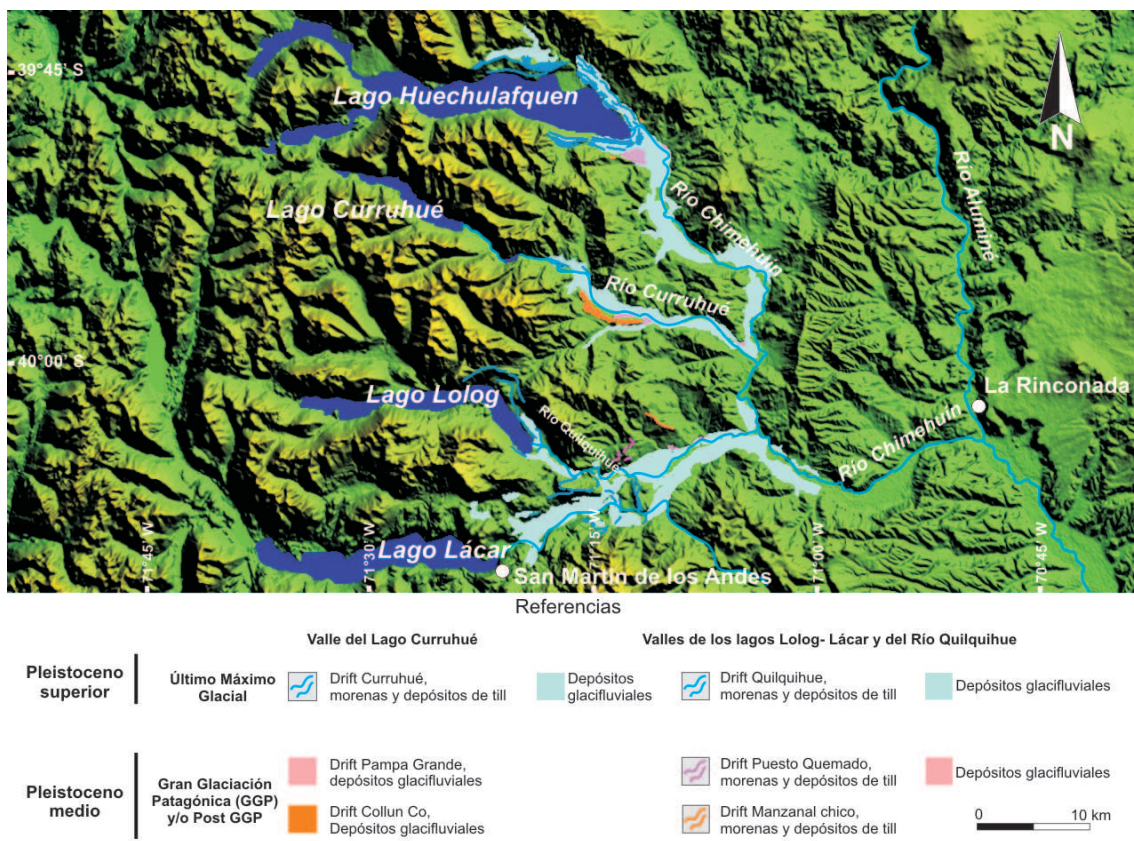 39°45' S
Lago Huechulafquen
N
Río Aluminé
Lago Curruhué
Río Chimehuín
Río Curruhué
40°00' S
La Rinconada
Lago Lolog
Río Quilquihue
Río Chimehuín
Lago Lácar
San Martín de los Andes
71°45' W
71°30' W
71°15' W
71°00' W
70°45' W
Referencias
Valle del Lago Curruhué
Valles de los lagos Lolog- Lácar y del Río Quilquihue
Pleistoceno
superior
Último Máximo
Glacial
Drift Curruhué,
morenas y depósitos de till
Depósitos
glacifluviales
Drift Quilquihue,
morenas y depósitos de till
Depósitos glacifluviales
Pleistoceno
medio
Gran Glaciación
Patagónica (GGP)
y/o Post GGP
Drift Pampa Grande,
depósitos glacifluviales
Drift Collun Co,
Depósitos glacifluviales
Drift Puesto Quemado,
morenas y depósitos de till
Depósitos glacifluviales
Drift Manzanal chico,
morenas y depósitos de till
0 10 km